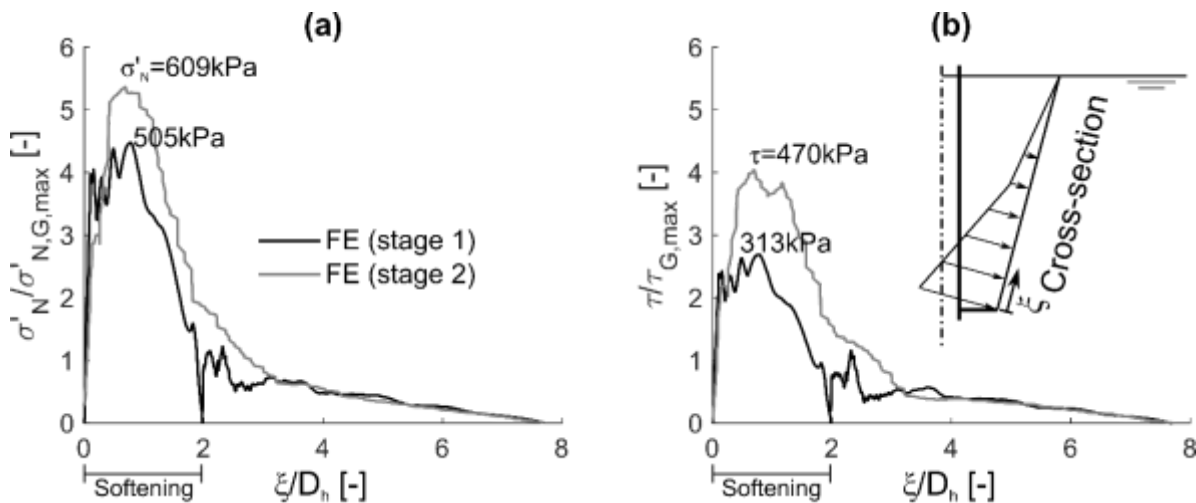 (a)
6
5
4
3
2
1
0
σ'N/σ'N,G,max [-]
σ'N=609kPa
505kPa
FE (stage 1)
FE (stage 2)
0 2 4 6 8
Softening
ξ/Dh [-]
(b)
6
5
4
3
2
1
0
τ/τG,max [-]
τ=470kPa
313kPa
ξ
Cross-section
0 2 4 6 8
Softening
ξ/Dh [-]